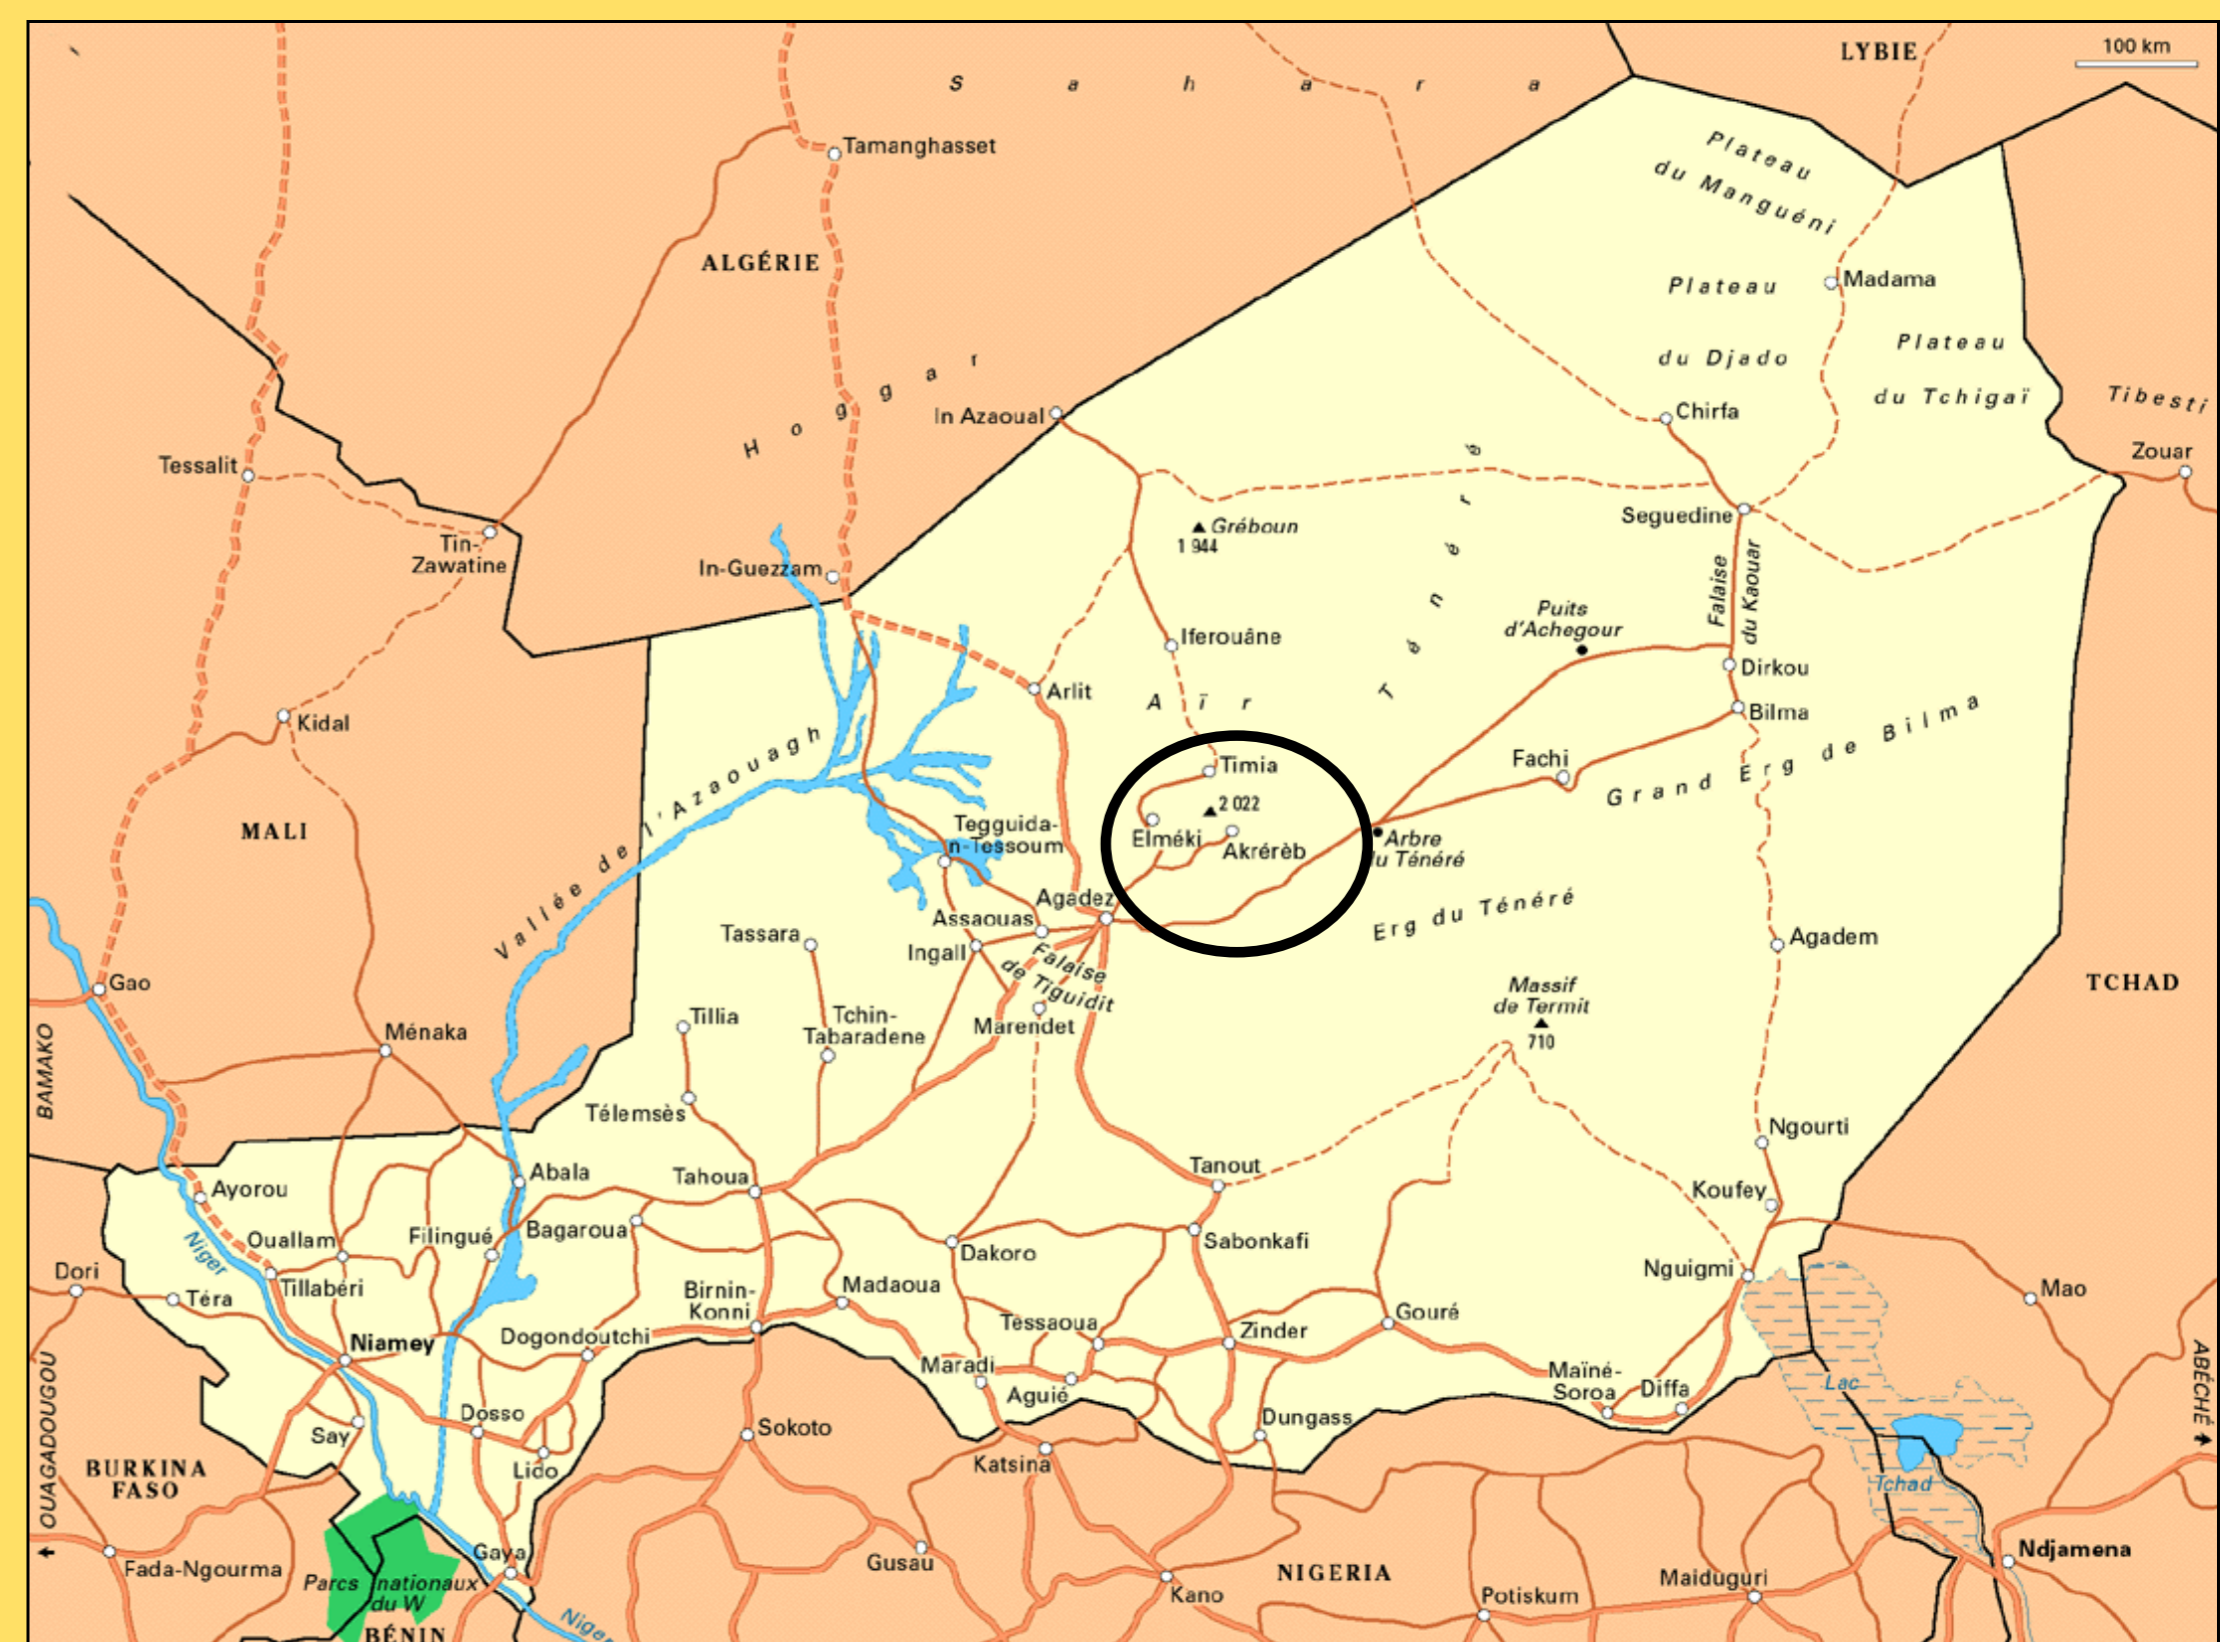 LYBIE
100 km
S a h a r a
Tamanghasset
Plateau
du Manguéni
ALGÉRIE
Madama
Plateau
du Djado
Plateau
du Tchigaï
Hoggar
In Azaoual
Chirfa
Tibesti
Zouar
Tessalit
Seguedine
Gréboun
1 944
Tin-
Zawatine
In-Guezzam
Falaise
du Kaouar
Puits
d'Achegour
Iferouâne
Ténéré
Dirkou
Arlit
Aïr
Bilma
Kidal
Fachi
Grand Erg de Bilma
Timia
2 022
MALI
Vallée de l'Azaouagh
Tegguida-
n-Tessoum
Elméki
Akrérèb
Arbre
du Ténéré
Agadez
Assaouas
Erg du Ténéré
Tassara
Ingall
Agadem
Falaise
de Tiguidit
Gao
TCHAD
Massif
de Termit
710
Tillia
Tchin-
Tabaradene
Marendet
Ménaka
BAMAKO
Télemsès
Ngourti
Abala
Tahoua
Tanout
Ayorou
Koufey
Ouallam
Filingué
Bagaroua
Dakoro
Sabonkafi
Niger
Dori
Tillabéri
Téra
Nguigmi
Mao
Birnin-
Konni
Madaoua
Gouré
Niamey
Dogondoutchi
Tessaoua
Zinder
Maradi
Aguié
Maïné-
Soroa
Diffa
Lac
OUAGADOUGOU
ABÉCHÉ
Say
Dosso
Sokoto
Dungass
BURKINA
FASO
Lido
Katsina
Tchad
Gaya
Gusau
Fada-Ngourma
Parcs nationaux
du W
NIGERIA
Ndjamena
Maiduguri
Kano
Potiskum
Niger
BÉNIN